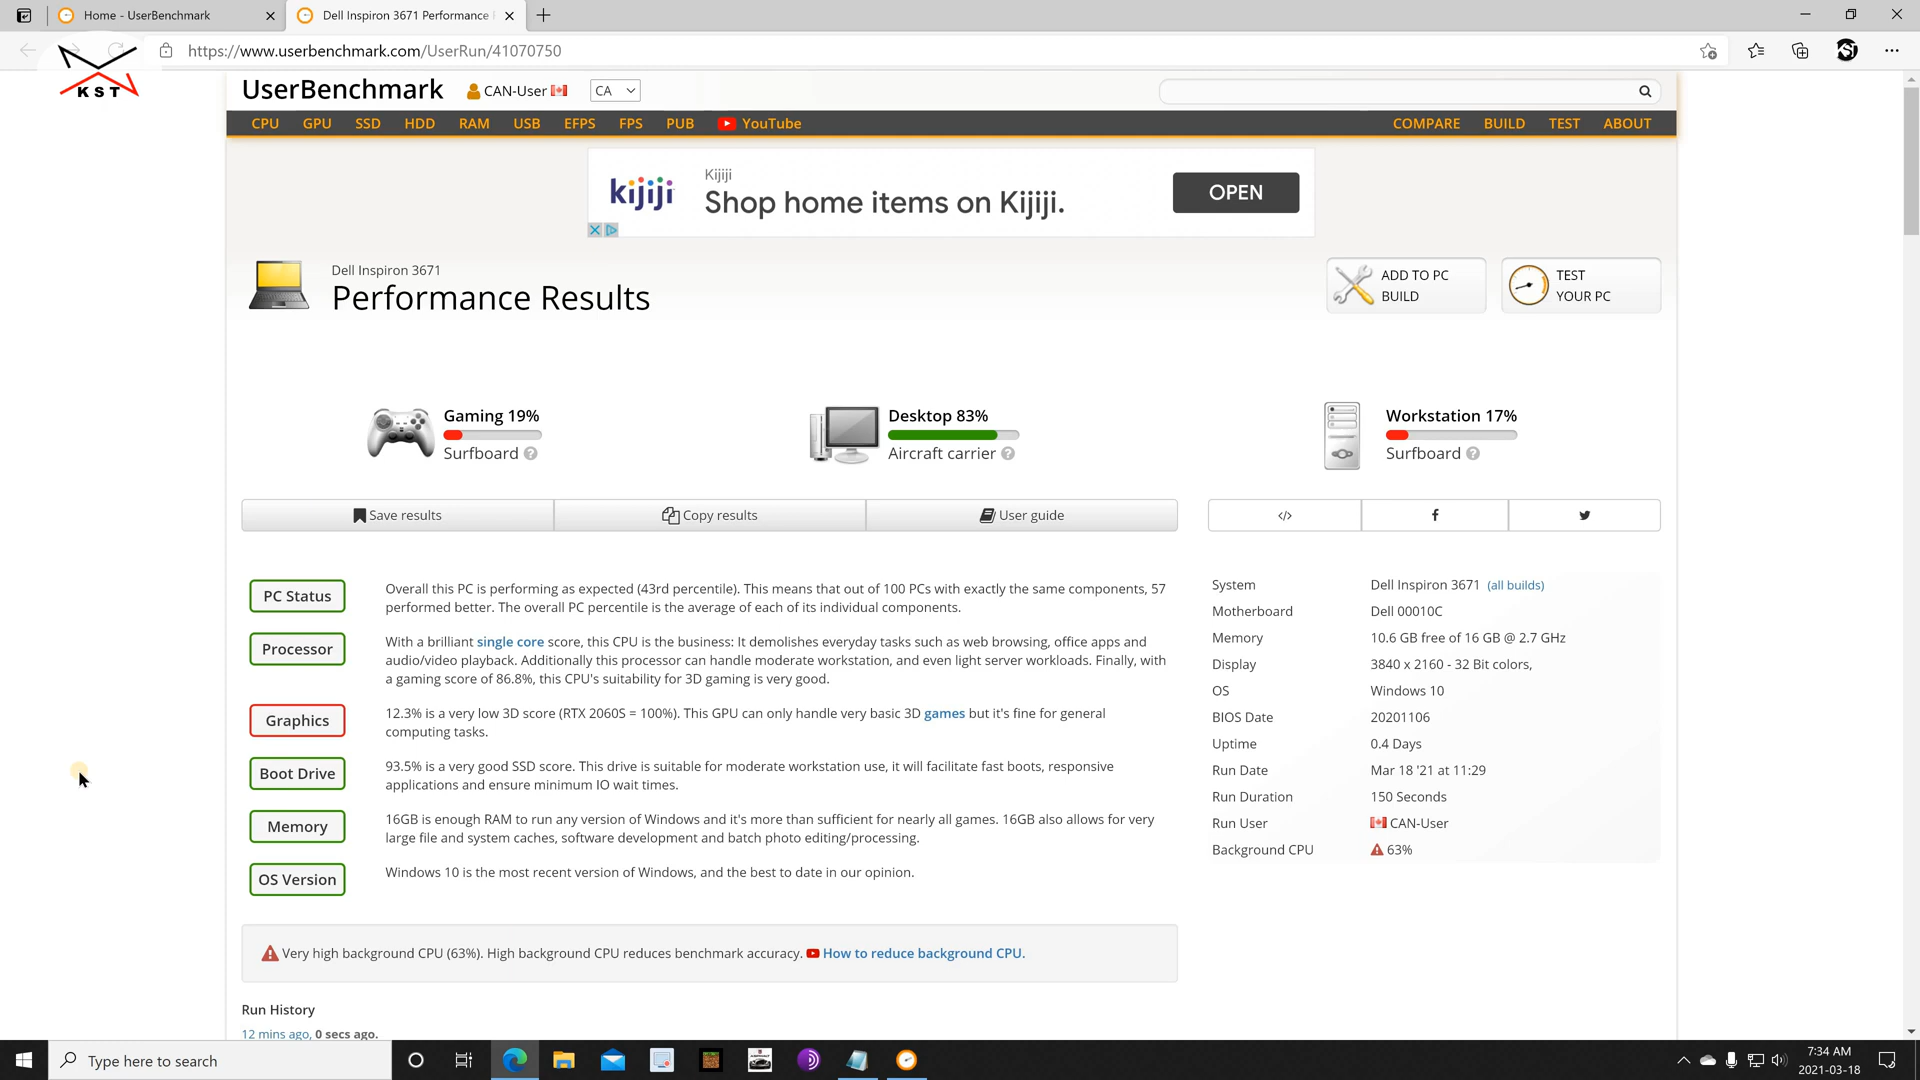 Home - UserBenchmark
Dell Inspiron 3671 Performance
https://www.userbenchmark.com/UserRun/41070750
KST
UserBenchmark
CAN-User
CA
CPU GPU SSD HDD RAM USB EFPS FPS PUB YouTube
COMPARE BUILD TEST ABOUT
kijiji
Kijiji
Shop home items on Kijiji.
OPEN
Dell Inspiron 3671
Performance Results
ADD TO PC
BUILD
TEST
YOUR PC
Gaming 19%
Surfboard ?
Desktop 83%
Aircraft carrier ?
Workstation 17%
Surfboard ?
Save results
Copy results
User guide
</>
PC Status
Overall this PC is performing as expected (43rd percentile). This means that out of 100 PCs with exactly the same components, 57
performed better. The overall PC percentile is the average of each of its individual components.
Processor
With a brilliant single core score, this CPU is the business: It demolishes everyday tasks such as web browsing, office apps and
audio/video playback. Additionally this processor can handle moderate workstation, and even light server workloads. Finally, with
a gaming score of 86.8%, this CPU's suitability for 3D gaming is very good.
Graphics
12.3% is a very low 3D score (RTX 2060S = 100%). This GPU can only handle very basic 3D games but it's fine for general
computing tasks.
Boot Drive
93.5% is a very good SSD score. This drive is suitable for moderate workstation use, it will facilitate fast boots, responsive
applications and ensure minimum IO wait times.
Memory
16GB is enough RAM to run any version of Windows and it's more than sufficient for nearly all games. 16GB also allows for very
large file and system caches, software development and batch photo editing/processing.
OS Version
Windows 10 is the most recent version of Windows, and the best to date in our opinion.
System Dell Inspiron 3671 (all builds)
Motherboard Dell 00010C
Memory 10.6 GB free of 16 GB @ 2.7 GHz
Display 3840 x 2160 - 32 Bit colors,
OS Windows 10
BIOS Date 20201106
Uptime 0.4 Days
Run Date Mar 18 '21 at 11:29
Run Duration 150 Seconds
Run User CAN-User
Background CPU 63%
Very high background CPU (63%). High background CPU reduces benchmark accuracy. How to reduce background CPU.
Run History
12 mins ago, 0 secs ago.
Type here to search
7:34 AM
2021-03-18